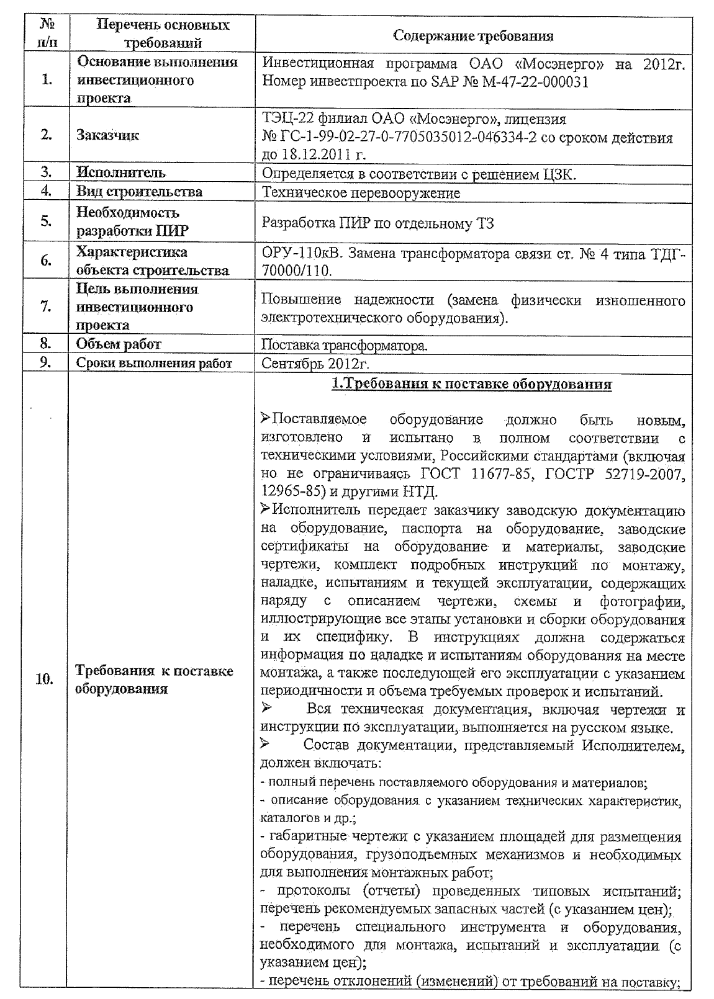 № п/п
Перечень основных требований
Содержание требования
1.
Основание выполнения
инвестиционного
проекта
Инвестиционная программа ОАО «Мосэнерго» на 2012г.
Номер инвестпроекта по SAP № М-47-22-000031
2.
Заказчик
ТЭЦ-22 филиал ОАО «Мосэнерго», лицензия
№ ГС-1-99-02-27-0-7705035012-046334-2 со сроком действия
до 18.12.2011 г.
3.
Исполнитель
Определяется в соответствии с решением ЦЗК.
4.
Вид строительства
Техническое перевооружение
5.
Необходимость
разработки ПИР
Разработка ПИР по отдельному ТЗ
6.
Характеристика
объекта строительства
ОРУ-110кВ. Замена трансформатора связи ст. № 4 типа ТДГ-
70000/110.
7.
Цель выполнения
инвестиционного
проекта
Повышение надежности (замена физически изношенного
электротехнического оборудования).
8.
Объем работ
Поставка трансформатора.
9.
Сроки выполнения работ
Сентябрь 2012г.
10.
Требования к поставке
оборудования
1.Требования к поставке оборудования
➢Поставляемое оборудование должно быть новым,
изготовлено и испытано в полном соответствии с
техническими условиями, Российскими стандартами (включая
но не ограничиваясь ГОСТ 11677-85, ГОСТР 52719-2007,
12965-85) и другими НТД.
➢Исполнитель передает заказчику заводскую документацию
на оборудование, паспорта на оборудование, заводские
сертификаты на оборудование и материалы, заводские
чертежи, комплект подробных инструкций по монтажу,
наладке, испытаниям и текущей эксплуатации, содержащих
наряду с описанием чертежи, схемы и фотографии,
иллюстрирующие все этапы установки и сборки оборудования
и их специфику. В инструкциях должна содержаться
информация по наладке и испытаниям оборудования на месте
монтажа, а также последующей его эксплуатации с указанием
периодичности и объема требуемых проверок и испытаний.
➢ Вся техническая документация, включая чертежи и
инструкции по эксплуатации, выполняется на русском языке.
➢ Состав документации, представляемый Исполнителем,
должен включать:
- полный перечень поставляемого оборудования и материалов;
- описание оборудования с указанием технических характеристик,
каталогов и др.;
- габаритные чертежи с указанием площадей для размещения
оборудования, грузоподъемных механизмов и необходимых
для выполнения монтажных работ;
- протоколы (отчеты) проведенных типовых испытаний;
перечень рекомендуемых запасных частей (с указанием цен);
- перечень специального инструмента и оборудования,
необходимого для монтажа, испытаний и эксплуатации (с
указанием цен);
- перечень отклонений (изменений) от требований на поставку;